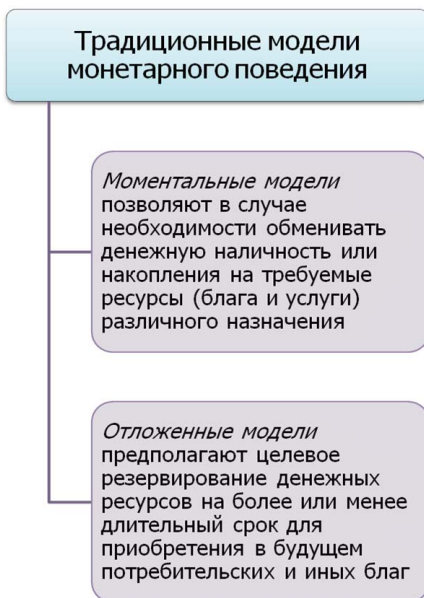 Традиционные модели
монетарного поведения
Моментальные модели
позволяют в случае
необходимости обменивать
денежную наличность или
накопления на требуемые
ресурсы (блага и услуги)
различного назначения
Отложенные модели
предполагают целевое
резервирование денежных
ресурсов на более или менее
длительный срок для
приобретения в будущем
потребительских и иных благ